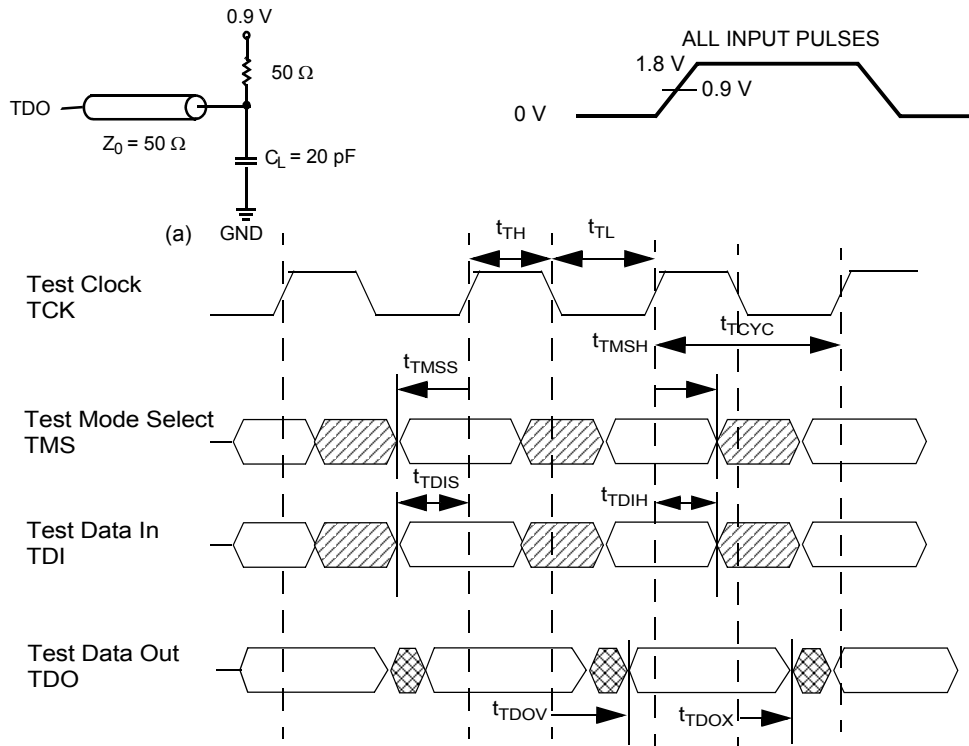 0.9 V
50 Ω
TDO
Z0 = 50 Ω
CL = 20 pF
(a)
GND
ALL INPUT PULSES
1.8 V
0.9 V
0 V
tTH
tTL
Test Clock
TCK
tTCYC
tTMSH
tTMSS
Test Mode Select
TMS
tTDIS
tTDIH
Test Data In
TDI
Test Data Out
TDO
tTDOV
tTDOX